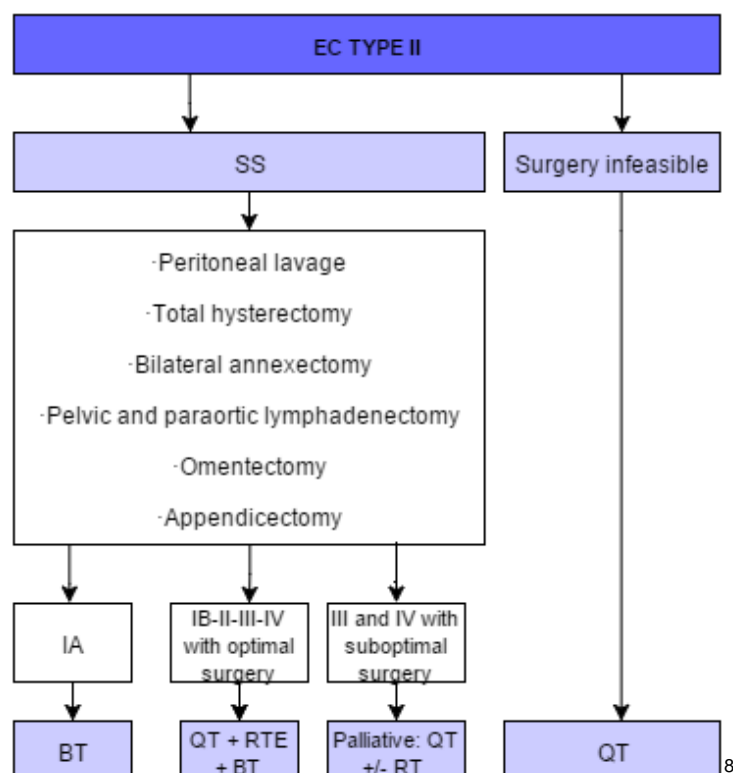 EC TYPE II
SS
Surgery infeasible
·Peritoneal lavage
·Total hysterectomy
·Bilateral annexectomy
·Pelvic and paraortic lymphadenectomy
·Omentectomy
·Appendicectomy
IA
IB-II-III-IV
with optimal
surgery
III and IV with
suboptimal
surgery
BT
QT + RTE
+ BT
Palliative: QT
+/- RT
QT
8